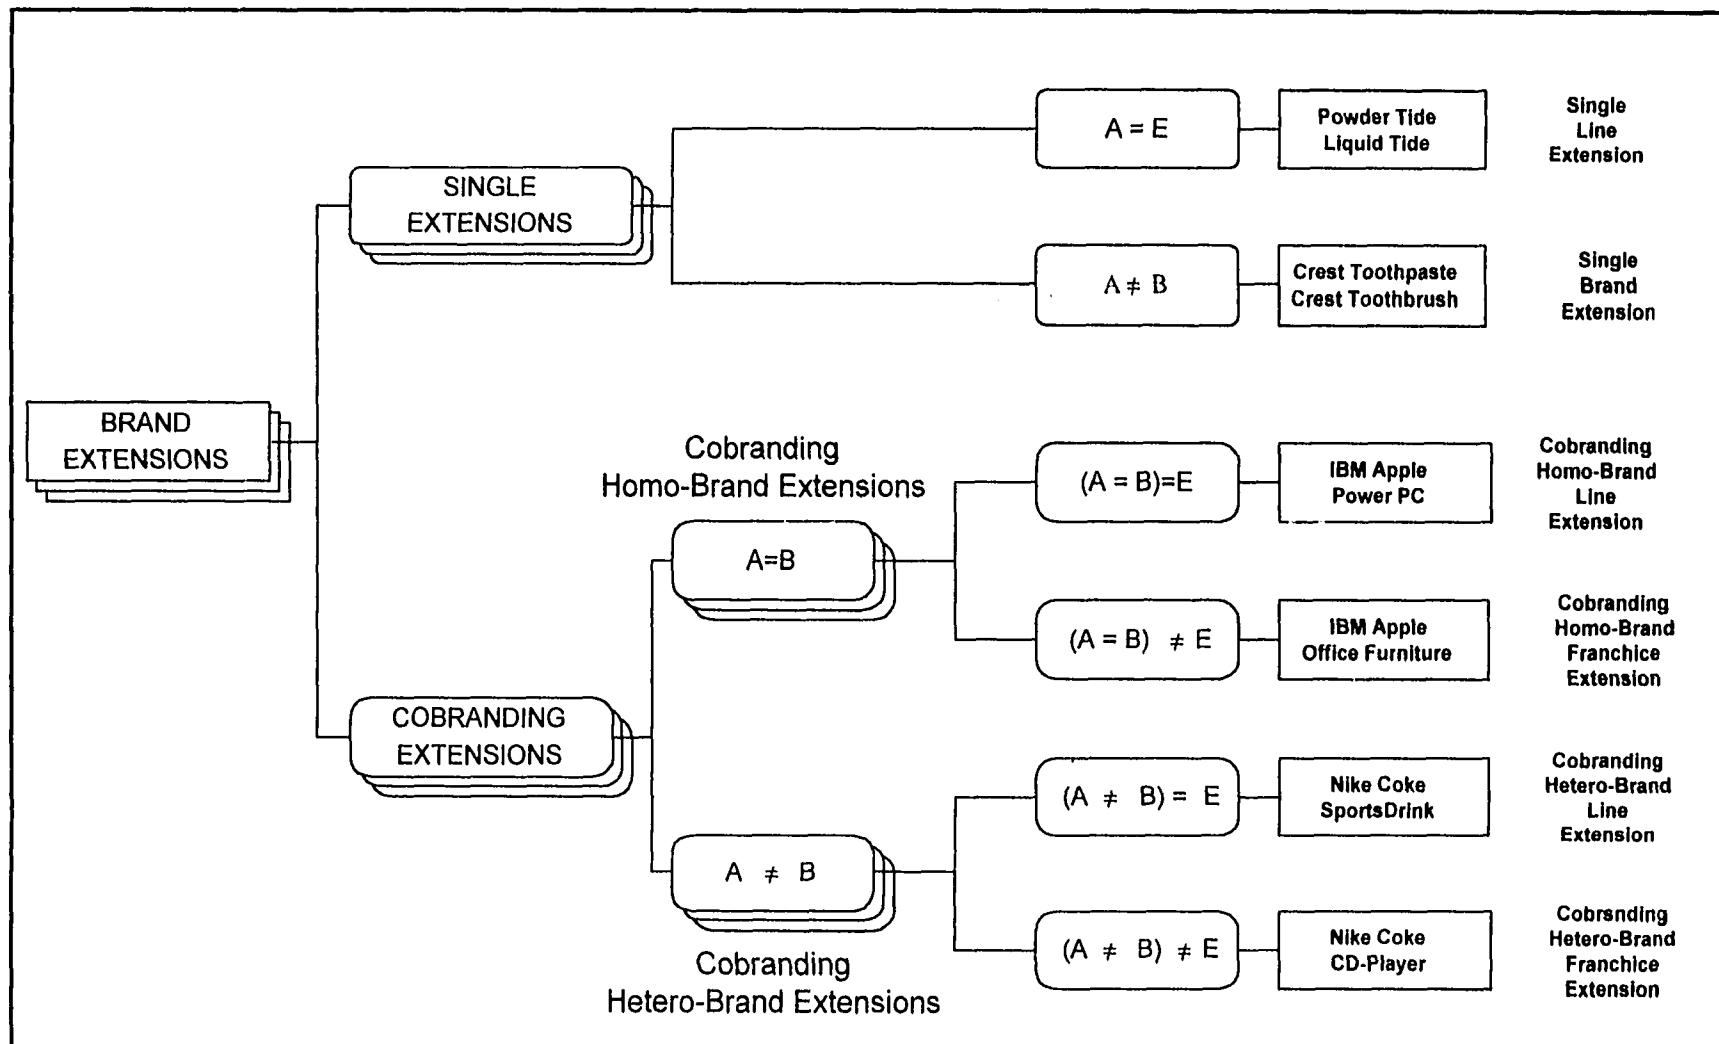 A = E
Powder Tide
Liquid Tide
Single
Line
Extension
SINGLE
EXTENSIONS
A ≠ B
Crest Toothpaste
Crest Toothbrush
Single
Brand
Extension
BRAND
EXTENSIONS
Cobranding
Homo-Brand Extensions
A=B
(A = B)=E
IBM Apple
Power PC
Cobranding
Homo-Brand
Line
Extension
(A = B) ≠ E
IBM Apple
Office Furniture
Cobranding
Homo-Brand
Franchice
Extension
COBRANDING
EXTENSIONS
(A ≠ B) = E
Nike Coke
SportsDrink
Cobranding
Hetero-Brand
Line
Extension
A ≠ B
Cobranding
Hetero-Brand Extensions
(A ≠ B) ≠ E
Nike Coke
CD-Player
Cobrsnding
Hetero-Brand
Franchice
Extension